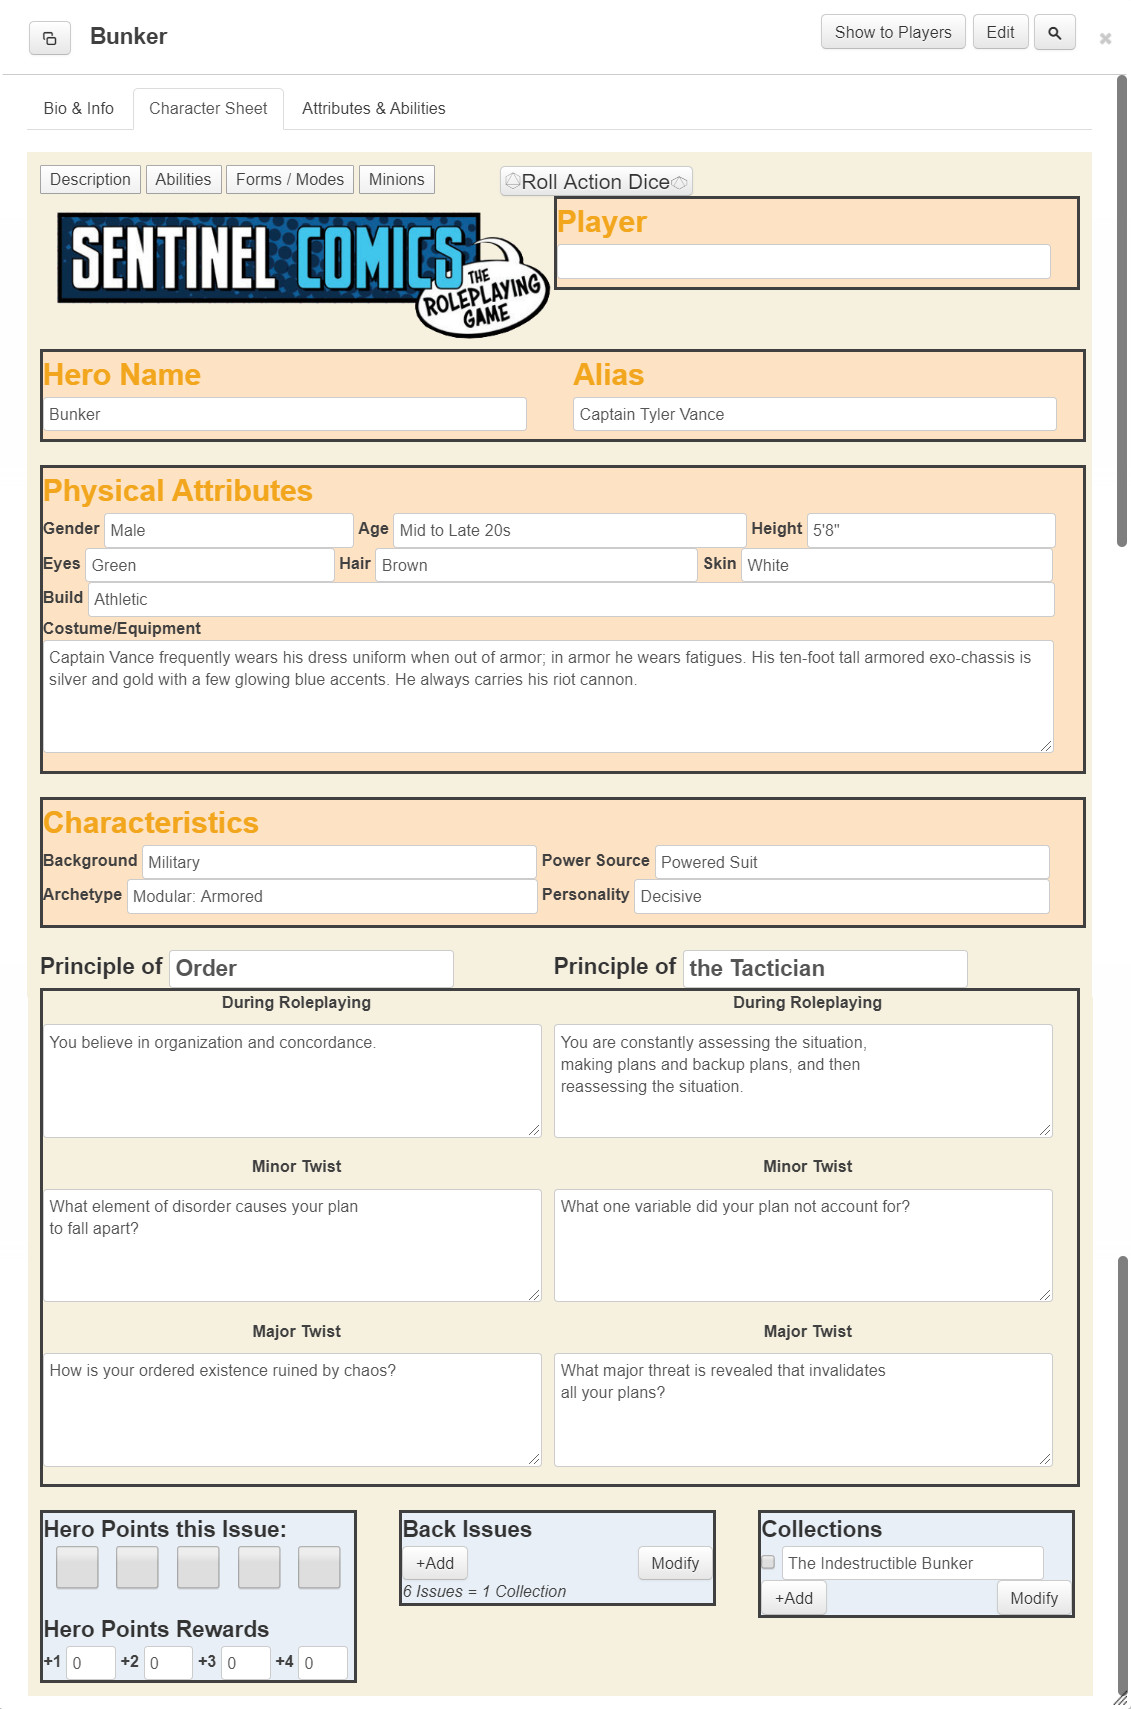 Bunker
Show to Players
Edit
Bio & Info
Character Sheet
Attributes & Abilities
Description
Abilities
Forms / Modes
Minions
Roll Action Dice
SENTINEL COMICS
THE
ROLEPLAYING
GAME
Player
Hero Name
Alias
Bunker
Captain Tyler Vance
Physical Attributes
Gender Male Age Mid to Late 20s Height 5'8"
Eyes Green Hair Brown Skin White
Build Athletic
Costume/Equipment
Captain Vance frequently wears his dress uniform when out of armor; in armor he wears fatigues. His ten-foot tall armored exo-chassis is
silver and gold with a few glowing blue accents. He always carries his riot cannon.
Characteristics
Background Military Power Source Powered Suit
Archetype Modular: Armored Personality Decisive
Principle of Order
Principle of the Tactician
During Roleplaying
During Roleplaying
You believe in organization and concordance.
You are constantly assessing the situation,
making plans and backup plans, and then
reassessing the situation.
Minor Twist
Minor Twist
What element of disorder causes your plan
to fall apart?
What one variable did your plan not account for?
Major Twist
Major Twist
How is your ordered existence ruined by chaos?
What major threat is revealed that invalidates
all your plans?
Hero Points this Issue:
Hero Points Rewards
+1 0 +2 0 +3 0 +4 0
Back Issues
+Add
Modify
6 Issues = 1 Collection
Collections
The Indestructible Bunker
+Add
Modify